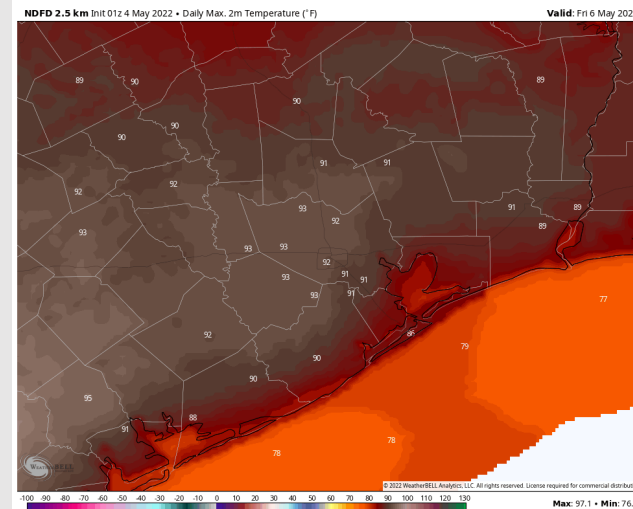 NDFD 2.5 km Init 01z 4 May 2022 • Daily Max. 2m Temperature (°F) Valid: Fri 6 May 202
89 90 89
90
90 90
91 91
92 92
93 91 89
92 89
93
93 93
92
93 91 91
93 91
77
92 86
79
90
90
95
88
91
78
78
WEATHERBELL
© 2022 WeatherBELL Analytics, LLC. All rights reserved. License required for commercial distribut
-100 -90 -80 -70 -60 -50 -40 -30 -20 -10 0 10 20 30 40 50 60 70 80 90 100 110 120 130
Max: 97.1 • Min: 76.